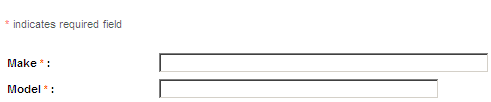 * indicates required field
Make * :
Model * :